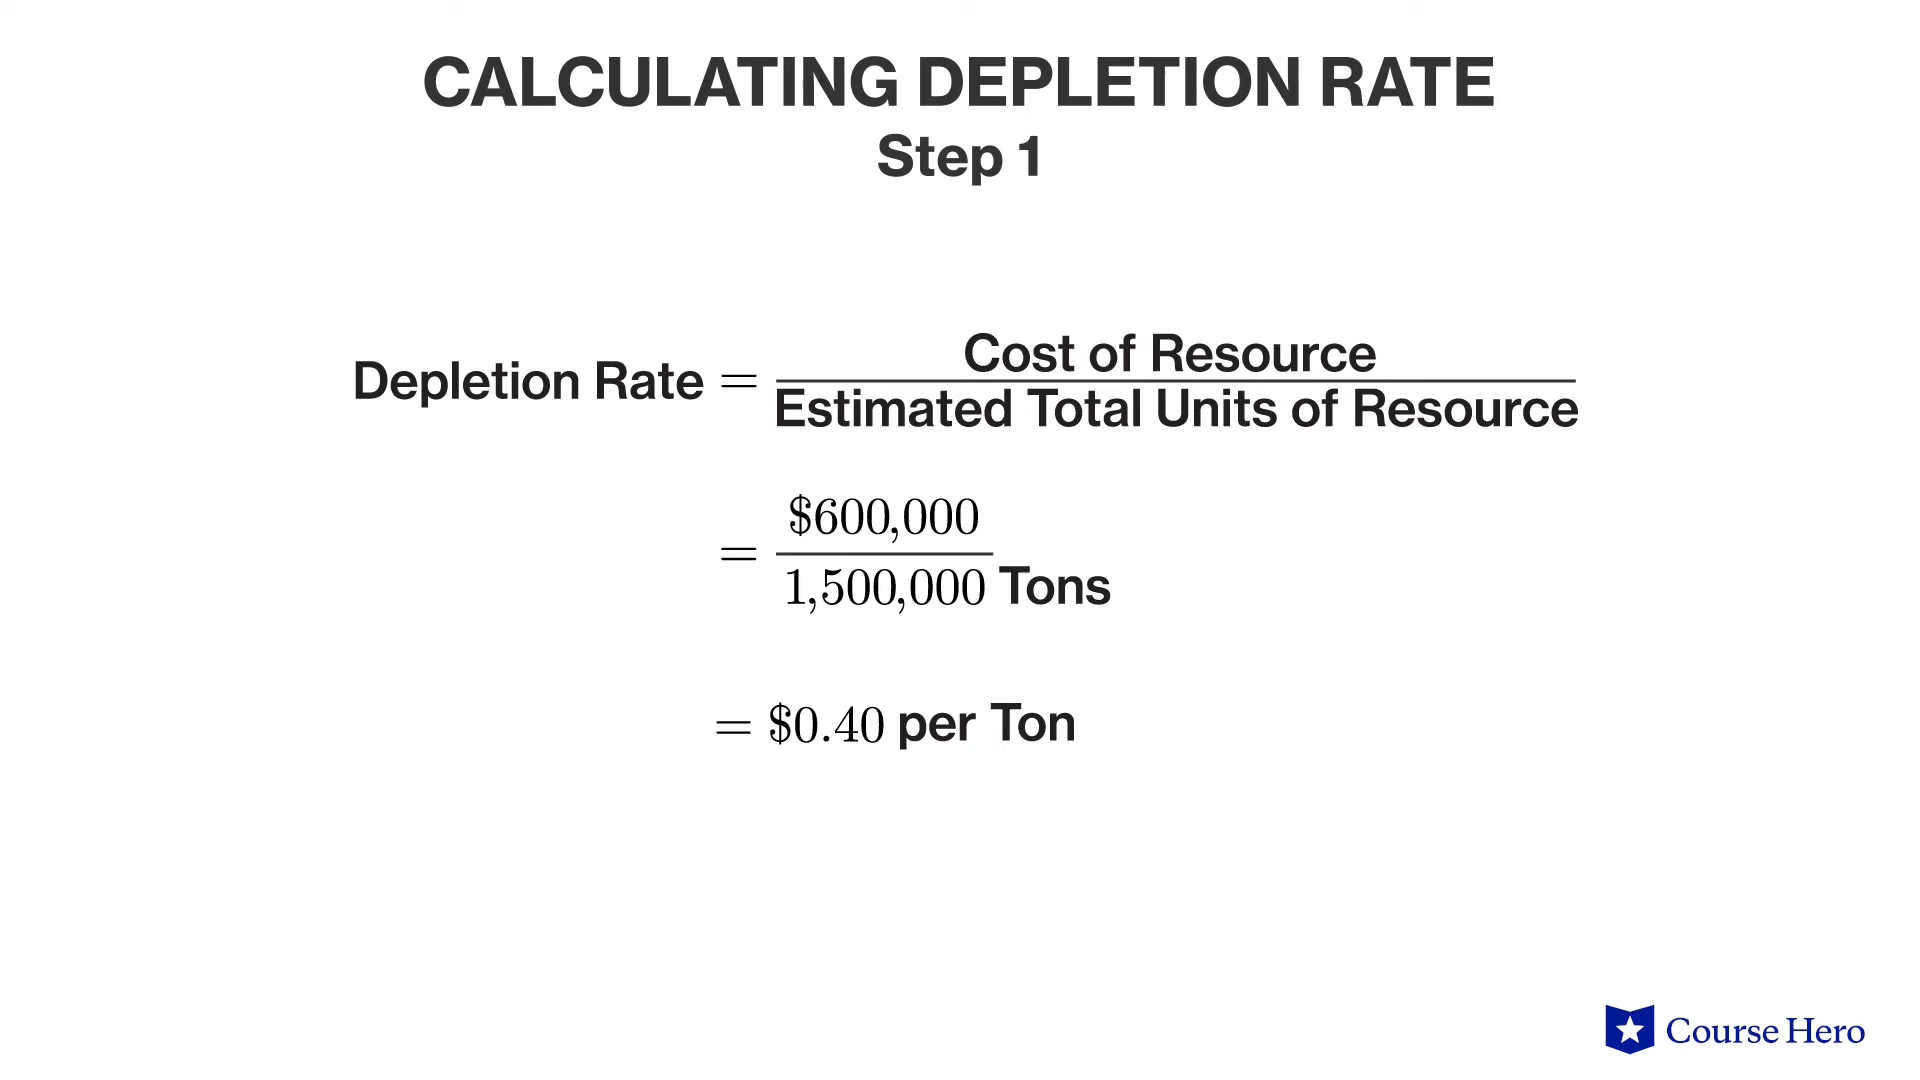 CALCULATING DEPLETION RATE
Step 1
Cost of Resource
Depletion Rate =
Estimated Total Units of Resource
$600,000
=
1,500,000 Tons
= $0.40 per Ton
Course Hero